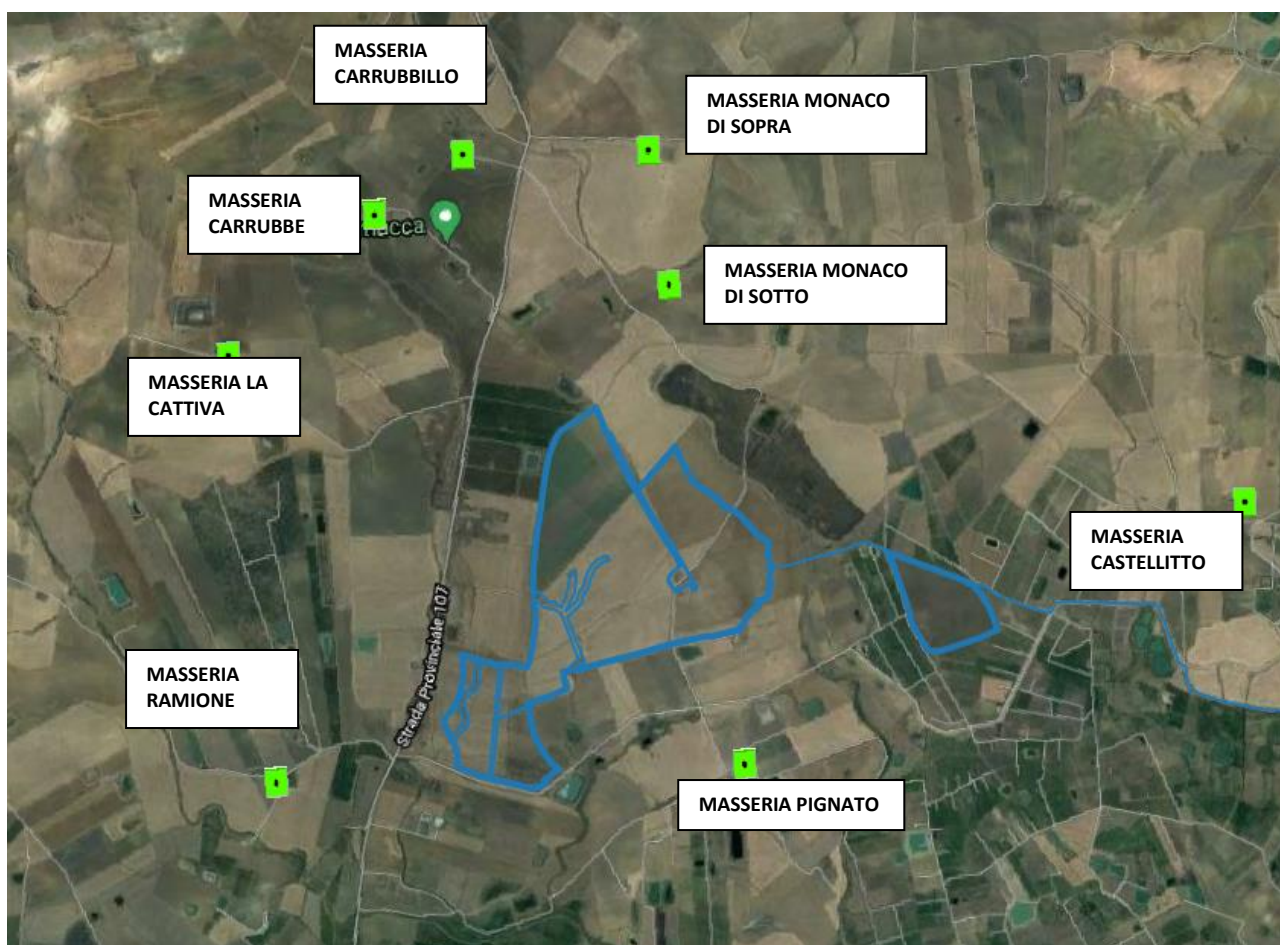 MASSERIA
CARRUBBILLO
MASSERIA MONACO
DI SOPRA
MASSERIA
CARRUBBE
MASSERIA MONACO
DI SOTTO
MASSERIA LA
CATTIVA
MASSERIA
CASTELLITTO
Strada Provinciale 107
MASSERIA
RAMIONE
MASSERIA PIGNATO